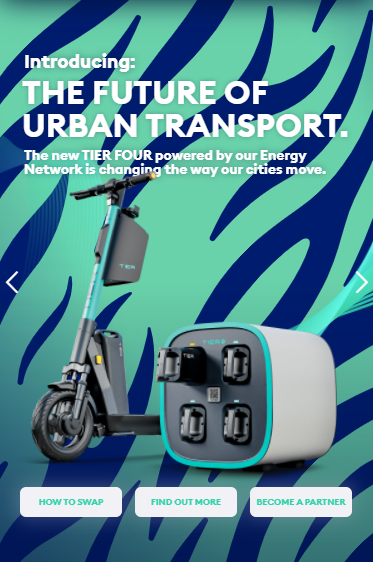 Introducing:
THE FUTURE OF
URBAN TRANSPORT.
The new TIER FOUR powered by our Energy
Network is changing the way our cities move.
TIER
TIER
TIER
HOW TO SWAP
FIND OUT MORE
BECOME A PARTNER